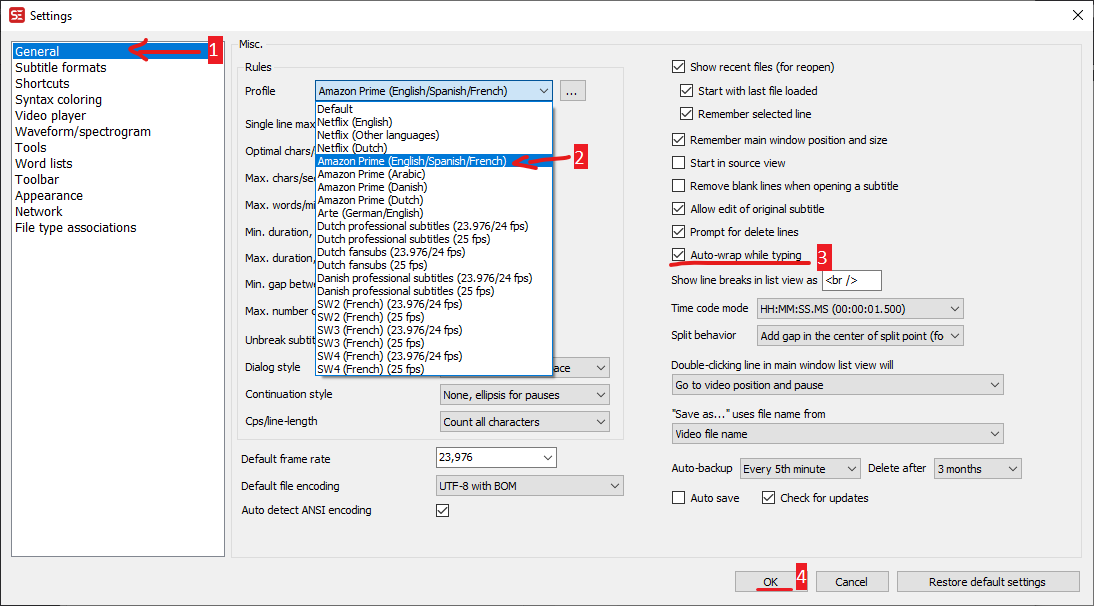 SE Settings
General 1
Subtitle formats
Shortcuts
Syntax coloring
Video player
Waveform/spectrogram
Tools
Word lists
Toolbar
Appearance
Network
File type associations
Misc.
Rules
Profile Amazon Prime (English/Spanish/French) ...
Default
Netflix (English)
Netflix (Other languages)
Netflix (Dutch)
Amazon Prime (English/Spanish/French) 2
Amazon Prime (Arabic)
Amazon Prime (Danish)
Amazon Prime (Dutch)
Arte (German/English)
Dutch professional subtitles (23.976/24 fps)
Dutch professional subtitles (25 fps)
Dutch fansubs (23.976/24 fps)
Dutch fansubs (25 fps)
Danish professional subtitles (23.976/24 fps)
Danish professional subtitles (25 fps)
SW2 (French) (23.976/24 fps)
SW2 (French) (25 fps)
SW3 (French) (23.976/24 fps)
SW3 (French) (25 fps)
SW4 (French) (23.976/24 fps)
SW4 (French) (25 fps)
Single line max
Optimal chars/
Max. chars/sec
Max. words/mi
Min. duration,
Max. duration,
Min. gap betw
Max. number
Unbreak subtit
Dialog style ace
Continuation style None, ellipsis for pauses
Cps/line-length Count all characters
Default frame rate 23,976
Default file encoding UTF-8 with BOM
Auto detect ANSI encoding
Show recent files (for reopen)
Start with last file loaded
Remember selected line
Remember main window position and size
Start in source view
Remove blank lines when opening a subtitle
Allow edit of original subtitle
Prompt for delete lines
Auto-wrap while typing 3
Show line breaks in list view as <br />
Time code mode HH:MM:SS.MS (00:00:01.500)
Split behavior Add gap in the center of split point (fo
Double-clicking line in main window list view will
Go to video position and pause
"Save as..." uses file name from
Video file name
Auto-backup Every 5th minute Delete after 3 months
Auto save Check for updates
OK 4 Cancel Restore default settings